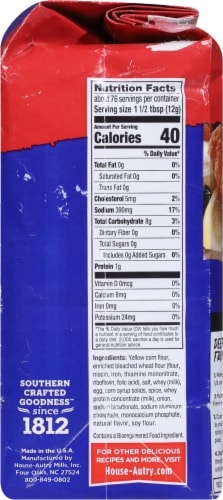 Nutrition Facts
about 76 servings per container
Serving size 1 1/2 tbsp (12g)
Amount Per Serving
Calories 40
% Daily Value*
Total Fat 0g 0%
Saturated Fat 0g 0%
Trans Fat 0g
Cholesterol 5mg 2%
Sodium 390mg 17%
Total Carbohydrate 8g 3%
Dietary Fiber 0g 0%
Total Sugars 0g
Includes 0g Added Sugars 0%
Protein 1g
Vitamin D 0mcg 0%
Calcium 8mg 0%
Iron 0mg 0%
Potassium 24mg 0%
*The % Daily Value (DV) tells you how much
a nutrient in a serving of food contributes
to a daily diet. 2,000 calories a day is used for
general nutrition advice.
Ingredients: Yellow corn flour,
enriched bleached wheat flour (flour,
niacin, iron, thiamine mononitrate,
riboflavin, folic acid), salt, whey (milk),
egg, corn syrup solids, spices, whey
protein concentrate (milk), onion,
sodium bicarbonate, sodium aluminum
phosphate, monocalcium phosphate,
natural flavor, soy flour.
Contains a Bioengineered Food Ingredient
SOUTHERN
CRAFTED
GOODNESS
since
1812
Made in the U.S.A.
Manufactured by
House-Autry Mills, Inc.
Four Oaks, NC 27524
800-849-0802
FOR OTHER DELICIOUS
RECIPES AND MORE VISIT
House-Autry.com